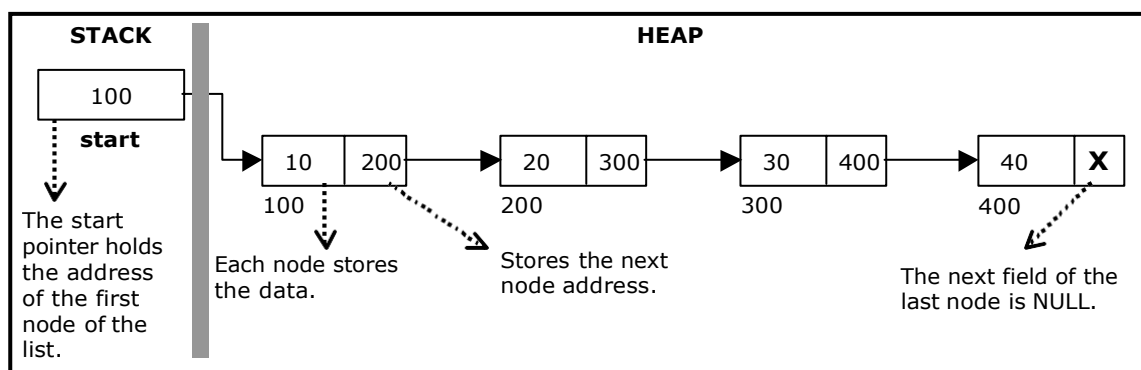 STACK
HEAP
100
start
10 200
100
20 300
200
30 400
300
40 X
400
The start
pointer holds
the address
of the first
node of the
list.
Each node stores
the data.
Stores the next
node address.
The next field of the
last node is NULL.